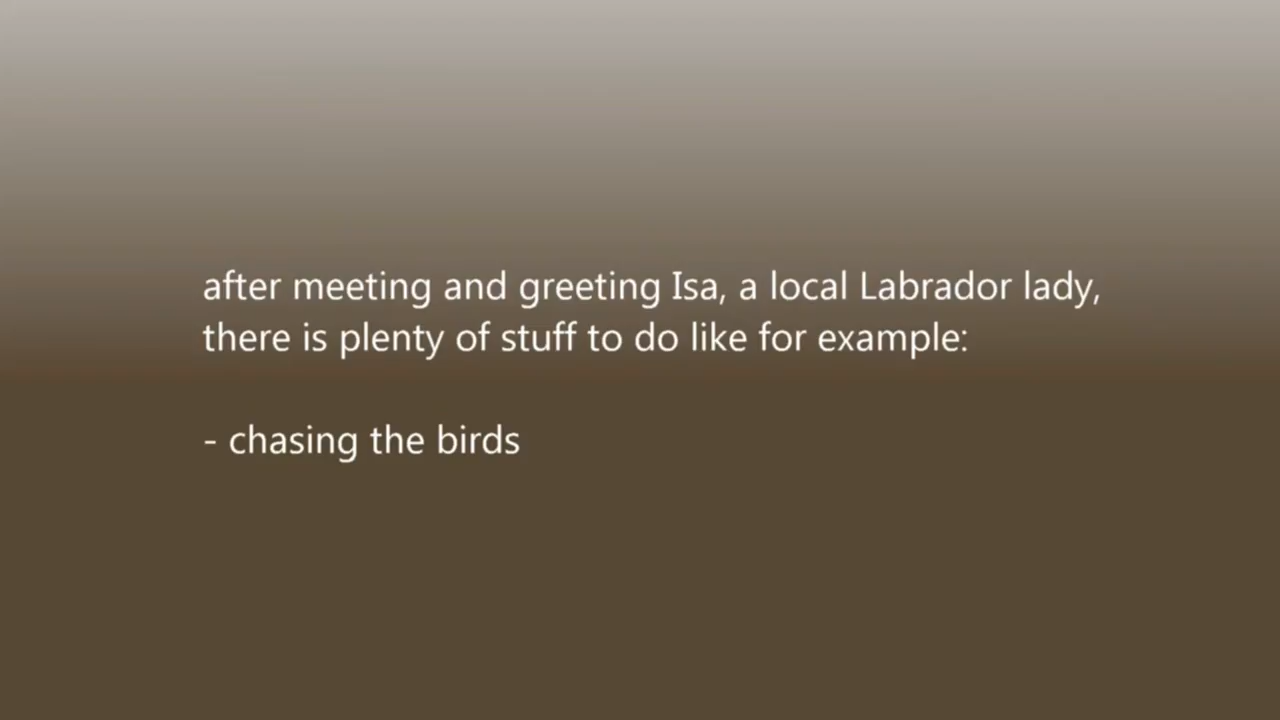 after meeting and greeting Isa, a local Labrador lady,
there is plenty of stuff to do like for example:
- chasing the birds